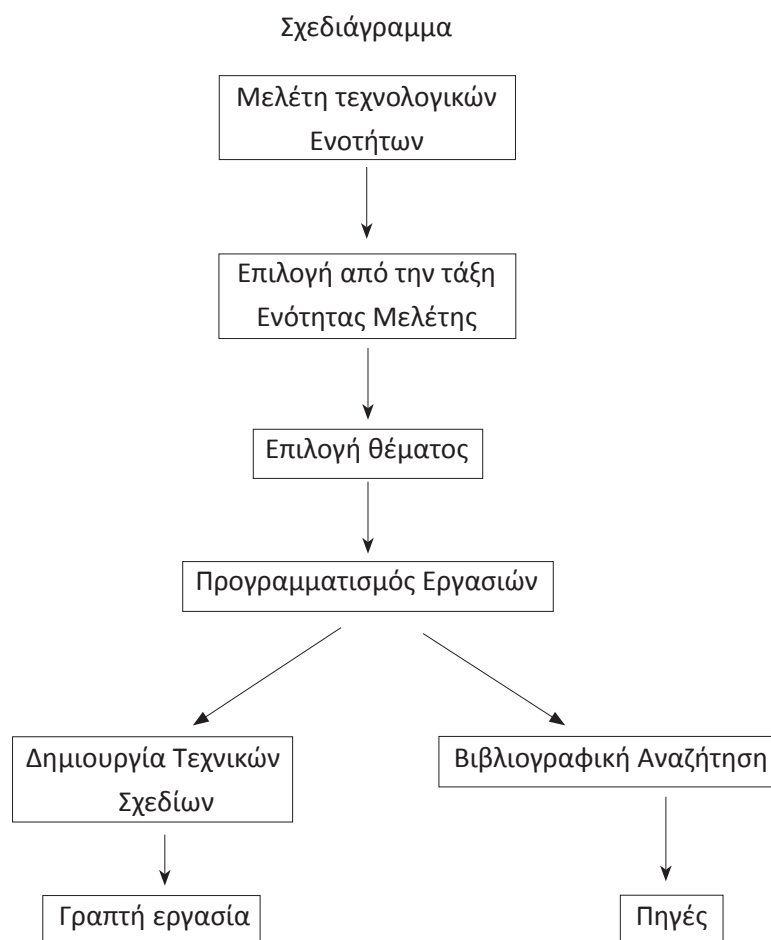 Σχεδιάγραμμα
Μελέτη τεχνολογικών
Ενοτήτων
Επιλογή από την τάξη
Ενότητας Μελέτης
Επιλογή θέματος
Προγραμματισμός Εργασιών
Δημιουργία Τεχνικών
Σχεδίων
Βιβλιογραφική Αναζήτηση
Γραπτή εργασία
Πηγές